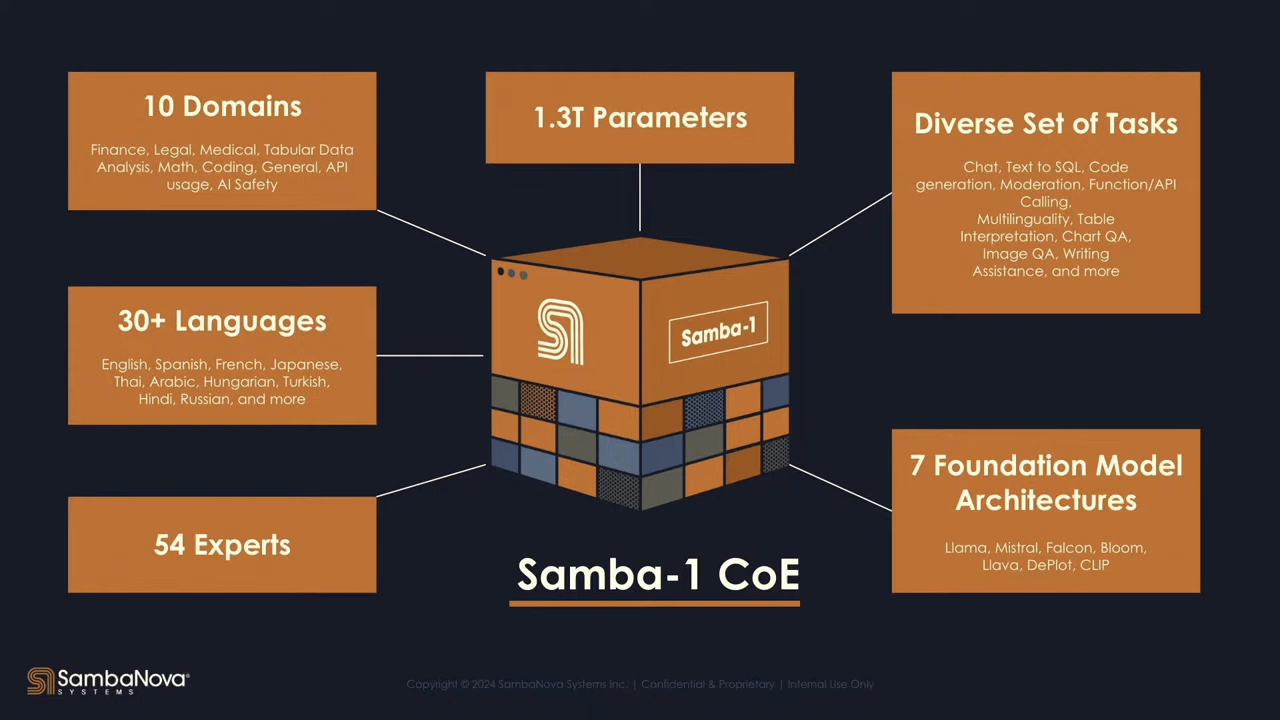 10 Domains
Finance, Legal, Medical, Tabular Data
Analysis, Math, Coding, General, API
usage, AI Safety
1.3T Parameters
Diverse Set of Tasks
Chat, Text to SQL, Code
generation, Moderation, Function/API
Calling,
Multilinguality, Table
Interpretation, Chart QA,
Image QA, Writing
Assistance, and more
30+ Languages
English, Spanish, French, Japanese,
Thai, Arabic, Hungarian, Turkish,
Hindi, Russian, and more
Samba-1
54 Experts
7 Foundation Model
Architectures
Llama, Mistral, Falcon, Bloom,
Llava, DePlot, CLIP
Samba-1 CoE
SambaNova®
SYSTEMS
Copyright © 2024 SambaNova Systems Inc. | Confidential & Proprietary | Internal Use Only